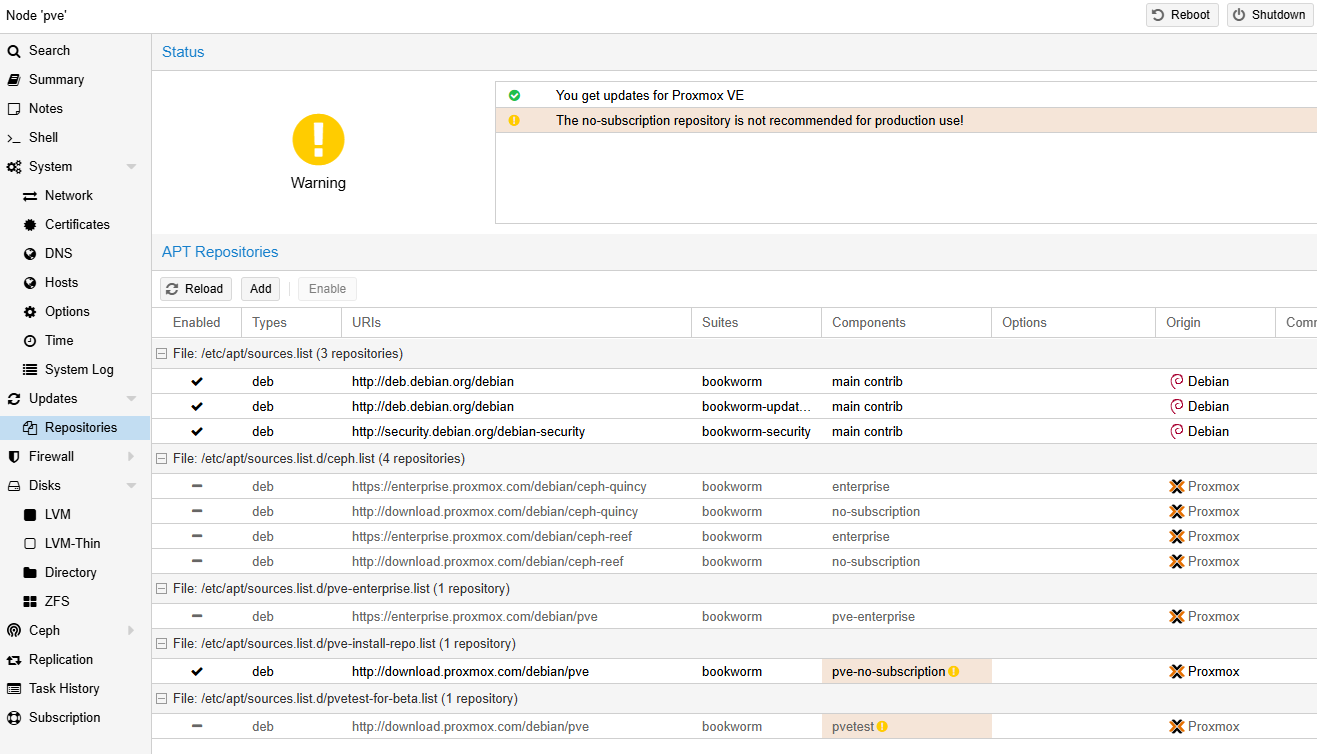 Node 'pve'
Reboot
Shutdown
Search
Summary
Notes
Shell
System
Network
Certificates
DNS
Hosts
Options
Time
System Log
Updates
Repositories
Firewall
Disks
LVM
LVM-Thin
Directory
ZFS
Ceph
Replication
Task History
Subscription
Status
Warning
You get updates for Proxmox VE
The no-subscription repository is not recommended for production use!
APT Repositories
Reload Add Enable
Enabled Types URIs Suites Components Options Origin Comm
File: /etc/apt/sources.list (3 repositories)
deb http://deb.debian.org/debian bookworm main contrib Debian
deb http://deb.debian.org/debian bookworm-updat... main contrib Debian
deb http://security.debian.org/debian-security bookworm-security main contrib Debian
File: /etc/apt/sources.list.d/ceph.list (4 repositories)
deb https://enterprise.proxmox.com/debian/ceph-quincy bookworm enterprise Proxmox
deb http://download.proxmox.com/debian/ceph-quincy bookworm no-subscription Proxmox
deb https://enterprise.proxmox.com/debian/ceph-reef bookworm enterprise Proxmox
deb http://download.proxmox.com/debian/ceph-reef bookworm no-subscription Proxmox
File: /etc/apt/sources.list.d/pve-enterprise.list (1 repository)
deb https://enterprise.proxmox.com/debian/pve bookworm pve-enterprise Proxmox
File: /etc/apt/sources.list.d/pve-install-repo.list (1 repository)
deb http://download.proxmox.com/debian/pve bookworm pve-no-subscription Proxmox
File: /etc/apt/sources.list.d/pvetest-for-beta.list (1 repository)
deb http://download.proxmox.com/debian/pve bookworm pvetest Proxmox